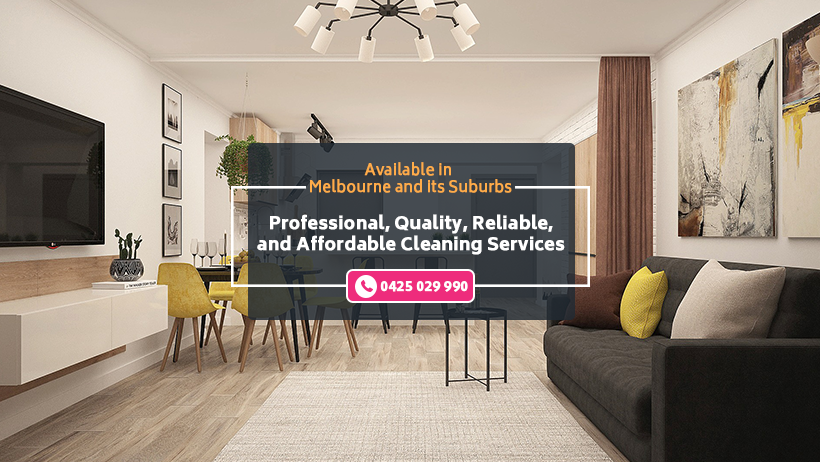 Available in
Melbourne and its Suburbs
Professional, Quality, Reliable,
and Affordable Cleaning Services
0425 029 990